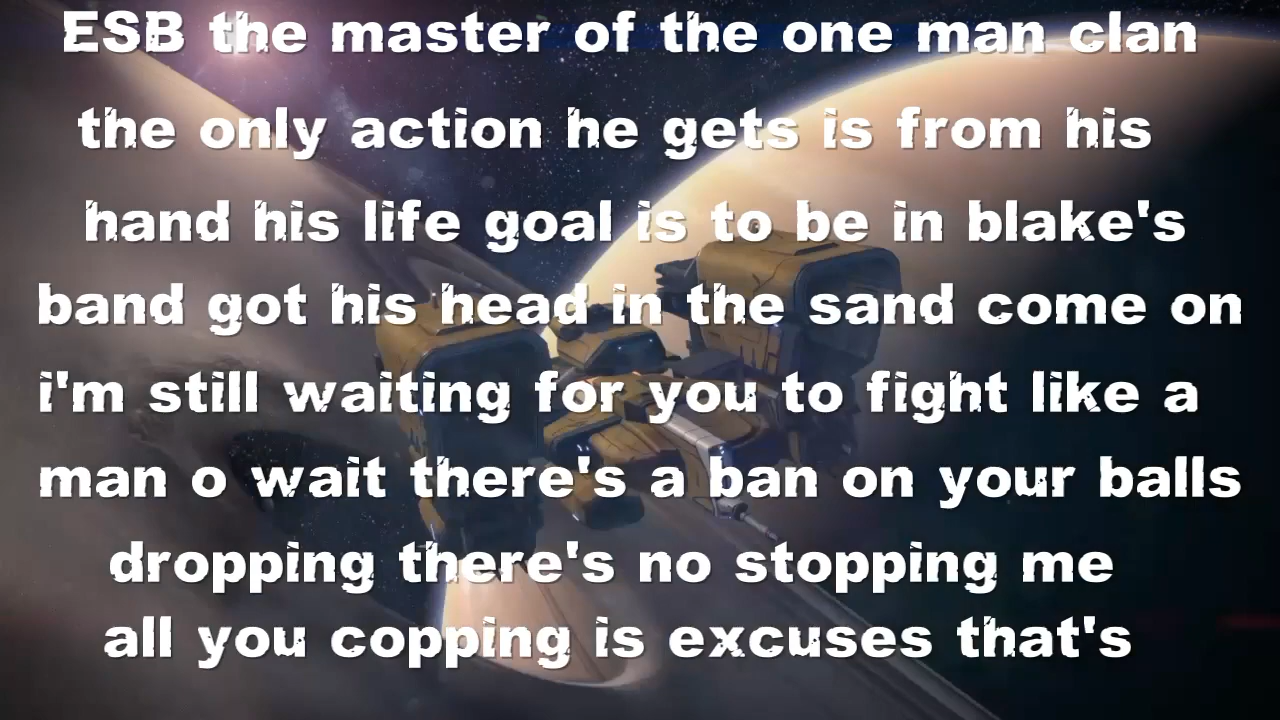 ESB the master of the one man clan
the only action he gets is from his
hand his life goal is to be in blake's
band got his head in the sand come on
i'm still waiting for you to fight like a
man o wait there's a ban on your balls
dropping there's no stopping me
all you copping is excuses that's